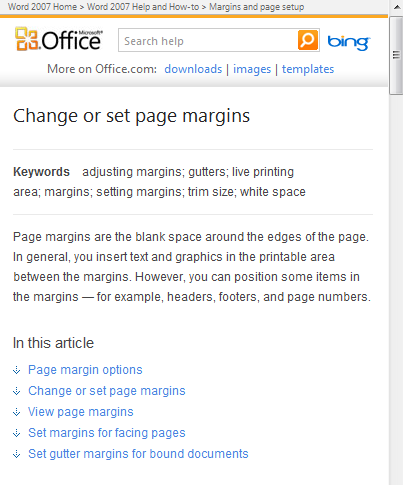 Word 2007 Home > Word 2007 Help and How-to > Margins and page setup
Microsoft®
Office Search help bing™
More on Office.com: downloads | images | templates
Change or set page margins
Keywords adjusting margins; gutters; live printing
area; margins; setting margins; trim size; white space
Page margins are the blank space around the edges of the page.
In general, you insert text and graphics in the printable area
between the margins. However, you can position some items in
the margins — for example, headers, footers, and page numbers.
In this article
Page margin options
Change or set page margins
View page margins
Set margins for facing pages
Set gutter margins for bound documents